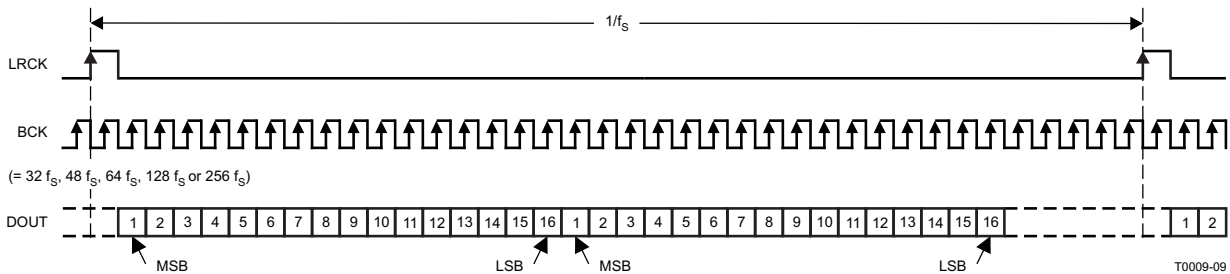 1/fS
LRCK
BCK
(= 32 fS, 48 fS, 64 fS, 128 fS or 256 fS)
DOUT 1 2 3 4 5 6 7 8 9 10 11 12 13 14 15 16 1 2 3 4 5 6 7 8 9 10 11 12 13 14 15 16 1 2
MSB LSB MSB LSB
T0009-09